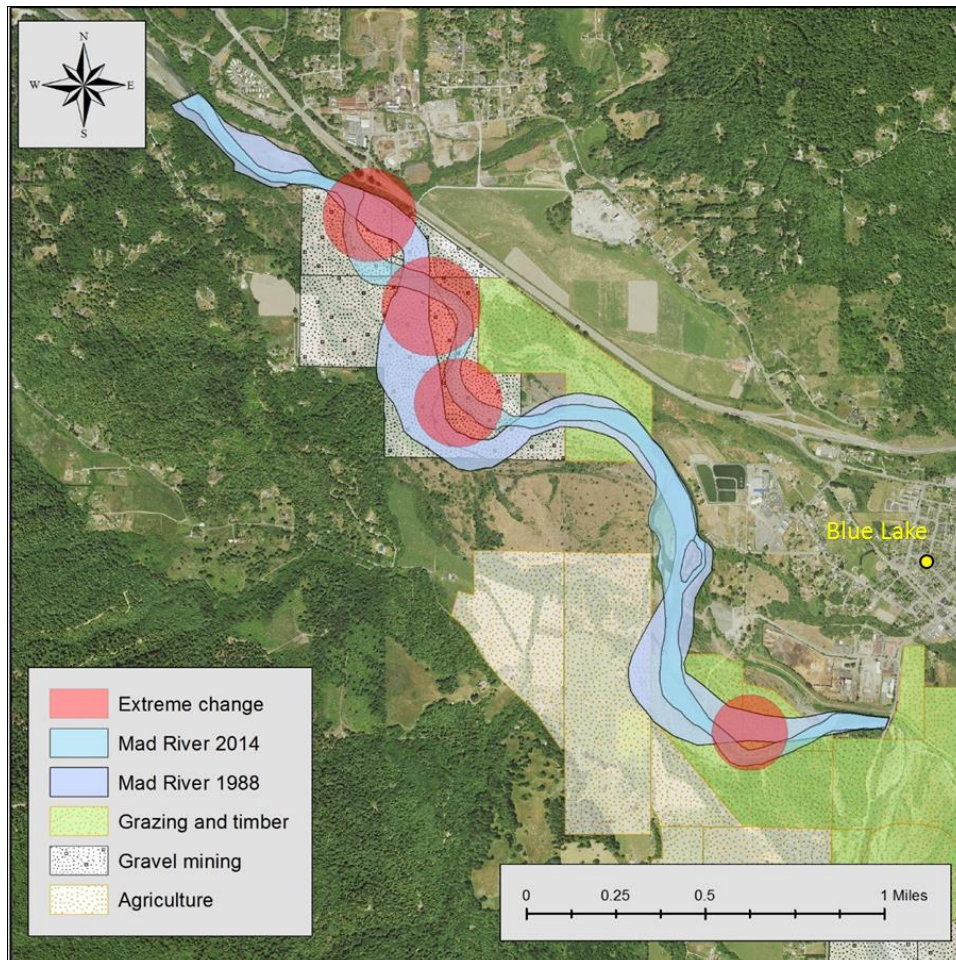 N
W E
S
Blue Lake
Extreme change
Mad River 2014
Mad River 1988
Grazing and timber
Gravel mining
Agriculture
0 0.25 0.5 1 Miles